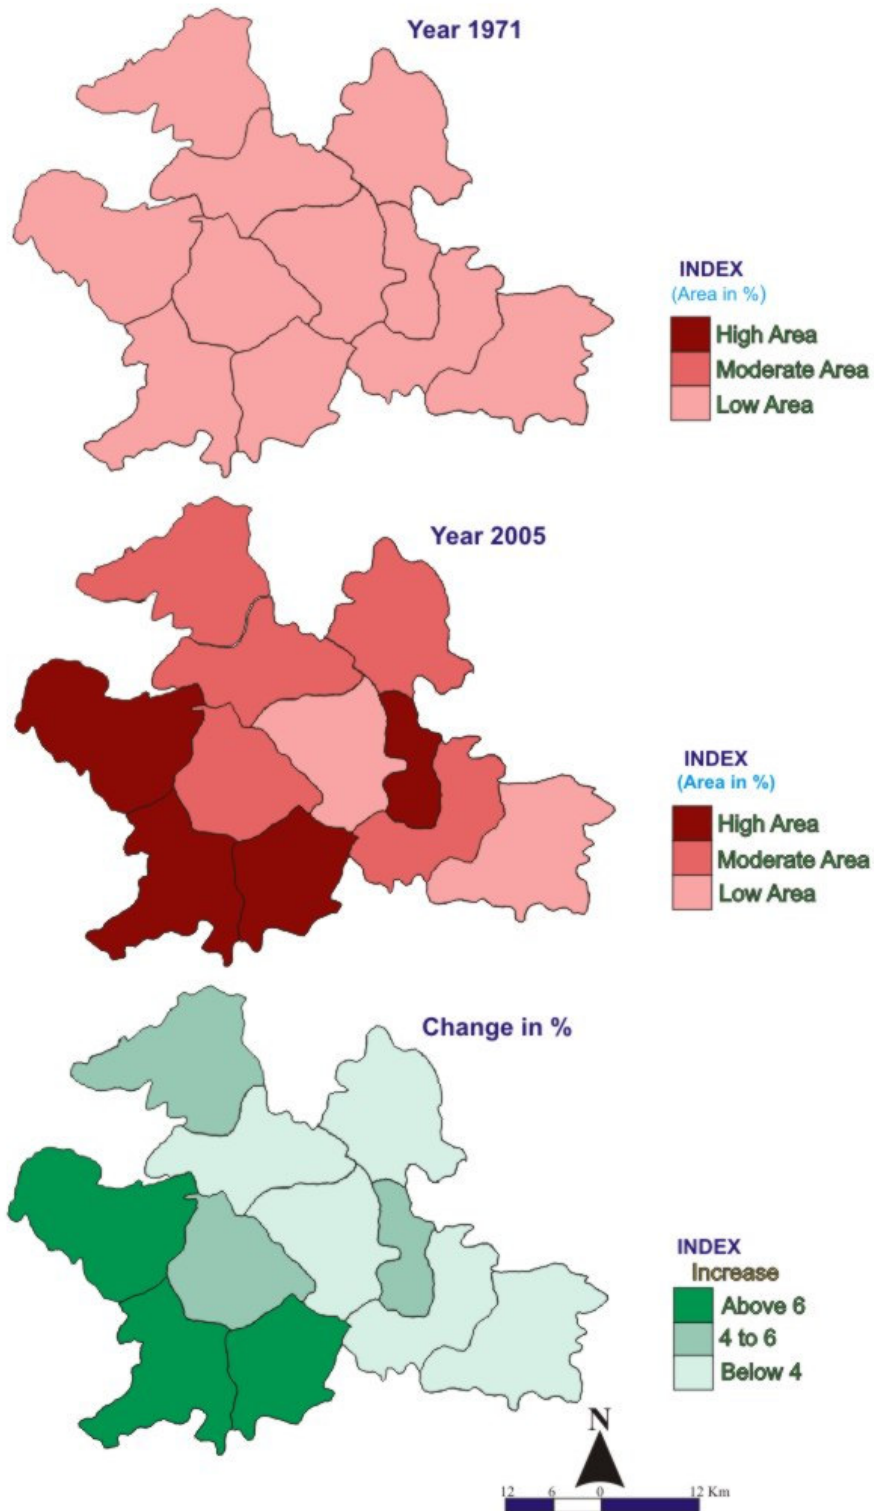 Year 1971
INDEX
(Area in %)
High Area
Moderate Area
Low Area
Year 2005
INDEX
(Area in %)
High Area
Moderate Area
Low Area
Change in %
INDEX
Increase
Above 6
4 to 6
Below 4
N
12 6 0 12 Km